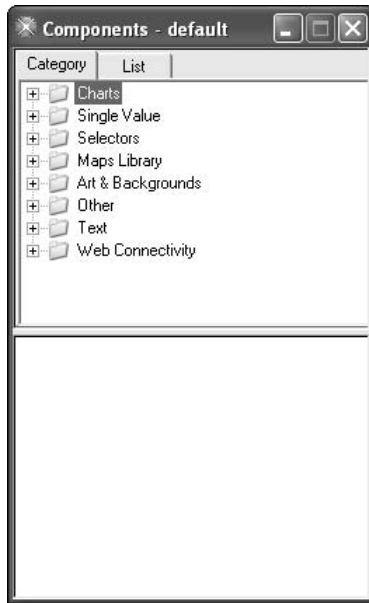 Components - default
Category List
Charts
Single Value
Selectors
Maps Library
Art & Backgrounds
Other
Text
Web Connectivity